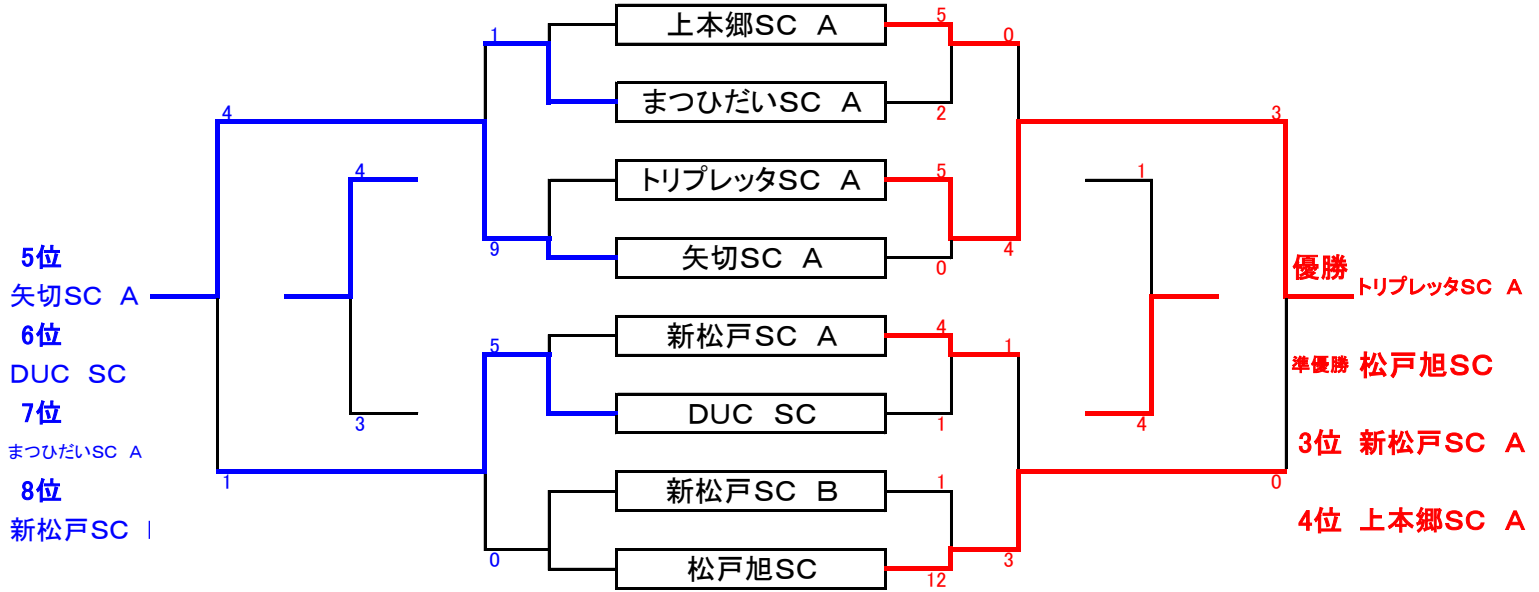 上本郷SC A
まつひだいSC A
トリプレッタSC A
矢切SC A
新松戸SC A
DUC SC
新松戸SC B
松戸旭SC
1
9
5
0
4
1
4
3
5
2
5
0
4
1
1
12
0
4
1
3
3
0
1
4
5位
矢切SC A
6位
DUC SC
7位
まつひだいSC A
8位
新松戸SC
優勝 トリプレッタSC A
準優勝 松戸旭SC
3位 新松戸SC A
4位 上本郷SC A